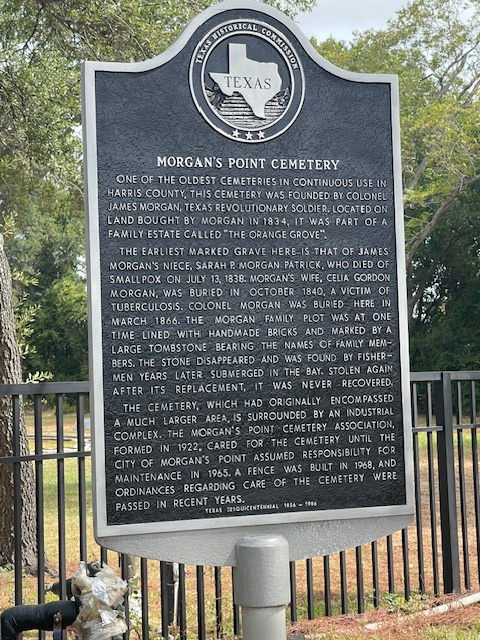 TEXAS HISTORICAL COMMISSION
TEXAS
MORGAN'S POINT CEMETERY
ONE OF THE OLDEST CEMETERIES IN CONTINUOUS USE IN
HARRIS COUNTY, THIS CEMETERY WAS FOUNDED BY COLONEL
JAMES MORGAN, TEXAS REVOLUTIONARY SOLDIER. LOCATED ON
LAND BOUGHT BY MORGAN IN 1834, IT WAS PART OF A
FAMILY ESTATE CALLED "THE ORANGE GROVE".
THE EARLIEST MARKED GRAVE HERE IS THAT OF JAMES
MORGAN'S NIECE, SARAH P. MORGAN PATRICK, WHO DIED OF
SMALLPOX ON JULY 13, 1838. MORGAN'S WIFE, CELIA GORDON
MORGAN, WAS BURIED IN OCTOBER 1840, A VICTIM OF
TUBERCULOSIS. COLONEL MORGAN WAS BURIED HERE IN
MARCH 1866. THE MORGAN FAMILY PLOT WAS AT ONE
TIME LINED WITH HANDMADE BRICKS AND MARKED BY A
LARGE TOMBSTONE BEARING THE NAMES OF FAMILY MEM-
BERS. THE STONE DISAPPEARED AND WAS FOUND BY FISHER-
MEN YEARS LATER SUBMERGED IN THE BAY. STOLEN AGAIN
AFTER ITS REPLACEMENT, IT WAS NEVER RECOVERED.
THE CEMETERY, WHICH HAD ORIGINALLY ENCOMPASSED
A MUCH LARGER AREA, IS SURROUNDED BY AN INDUSTRIAL
COMPLEX. THE MORGAN'S POINT CEMETERY ASSOCIATION,
FORMED IN 1922, CARED FOR THE CEMETERY UNTIL THE
CITY OF MORGAN'S POINT ASSUMED RESPONSIBILITY FOR
MAINTENANCE IN 1965. A FENCE WAS BUILT IN 1968, AND
ORDINANCES REGARDING CARE OF THE CEMETERY WERE
PASSED IN RECENT YEARS.
TEXAS SESQUICENTENNIAL 1836 - 1986